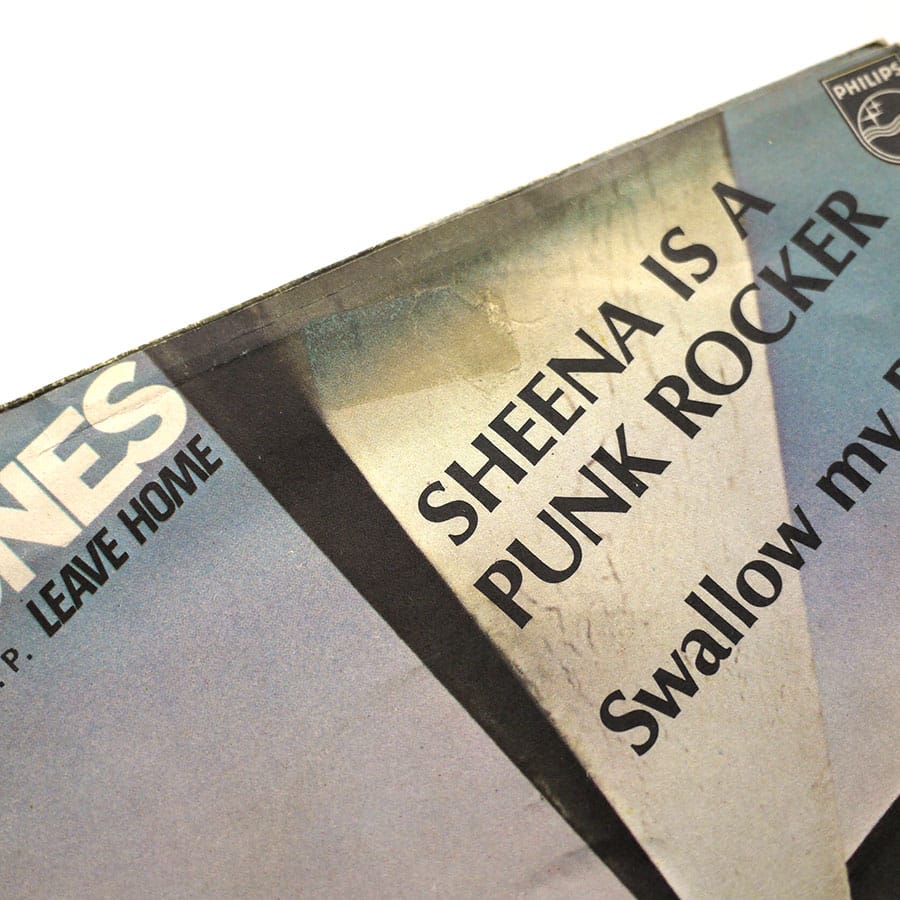 NES
P. LEAVE HOME
SHEENA IS A
PUNK ROCKER
Swallow my
PHILIPS